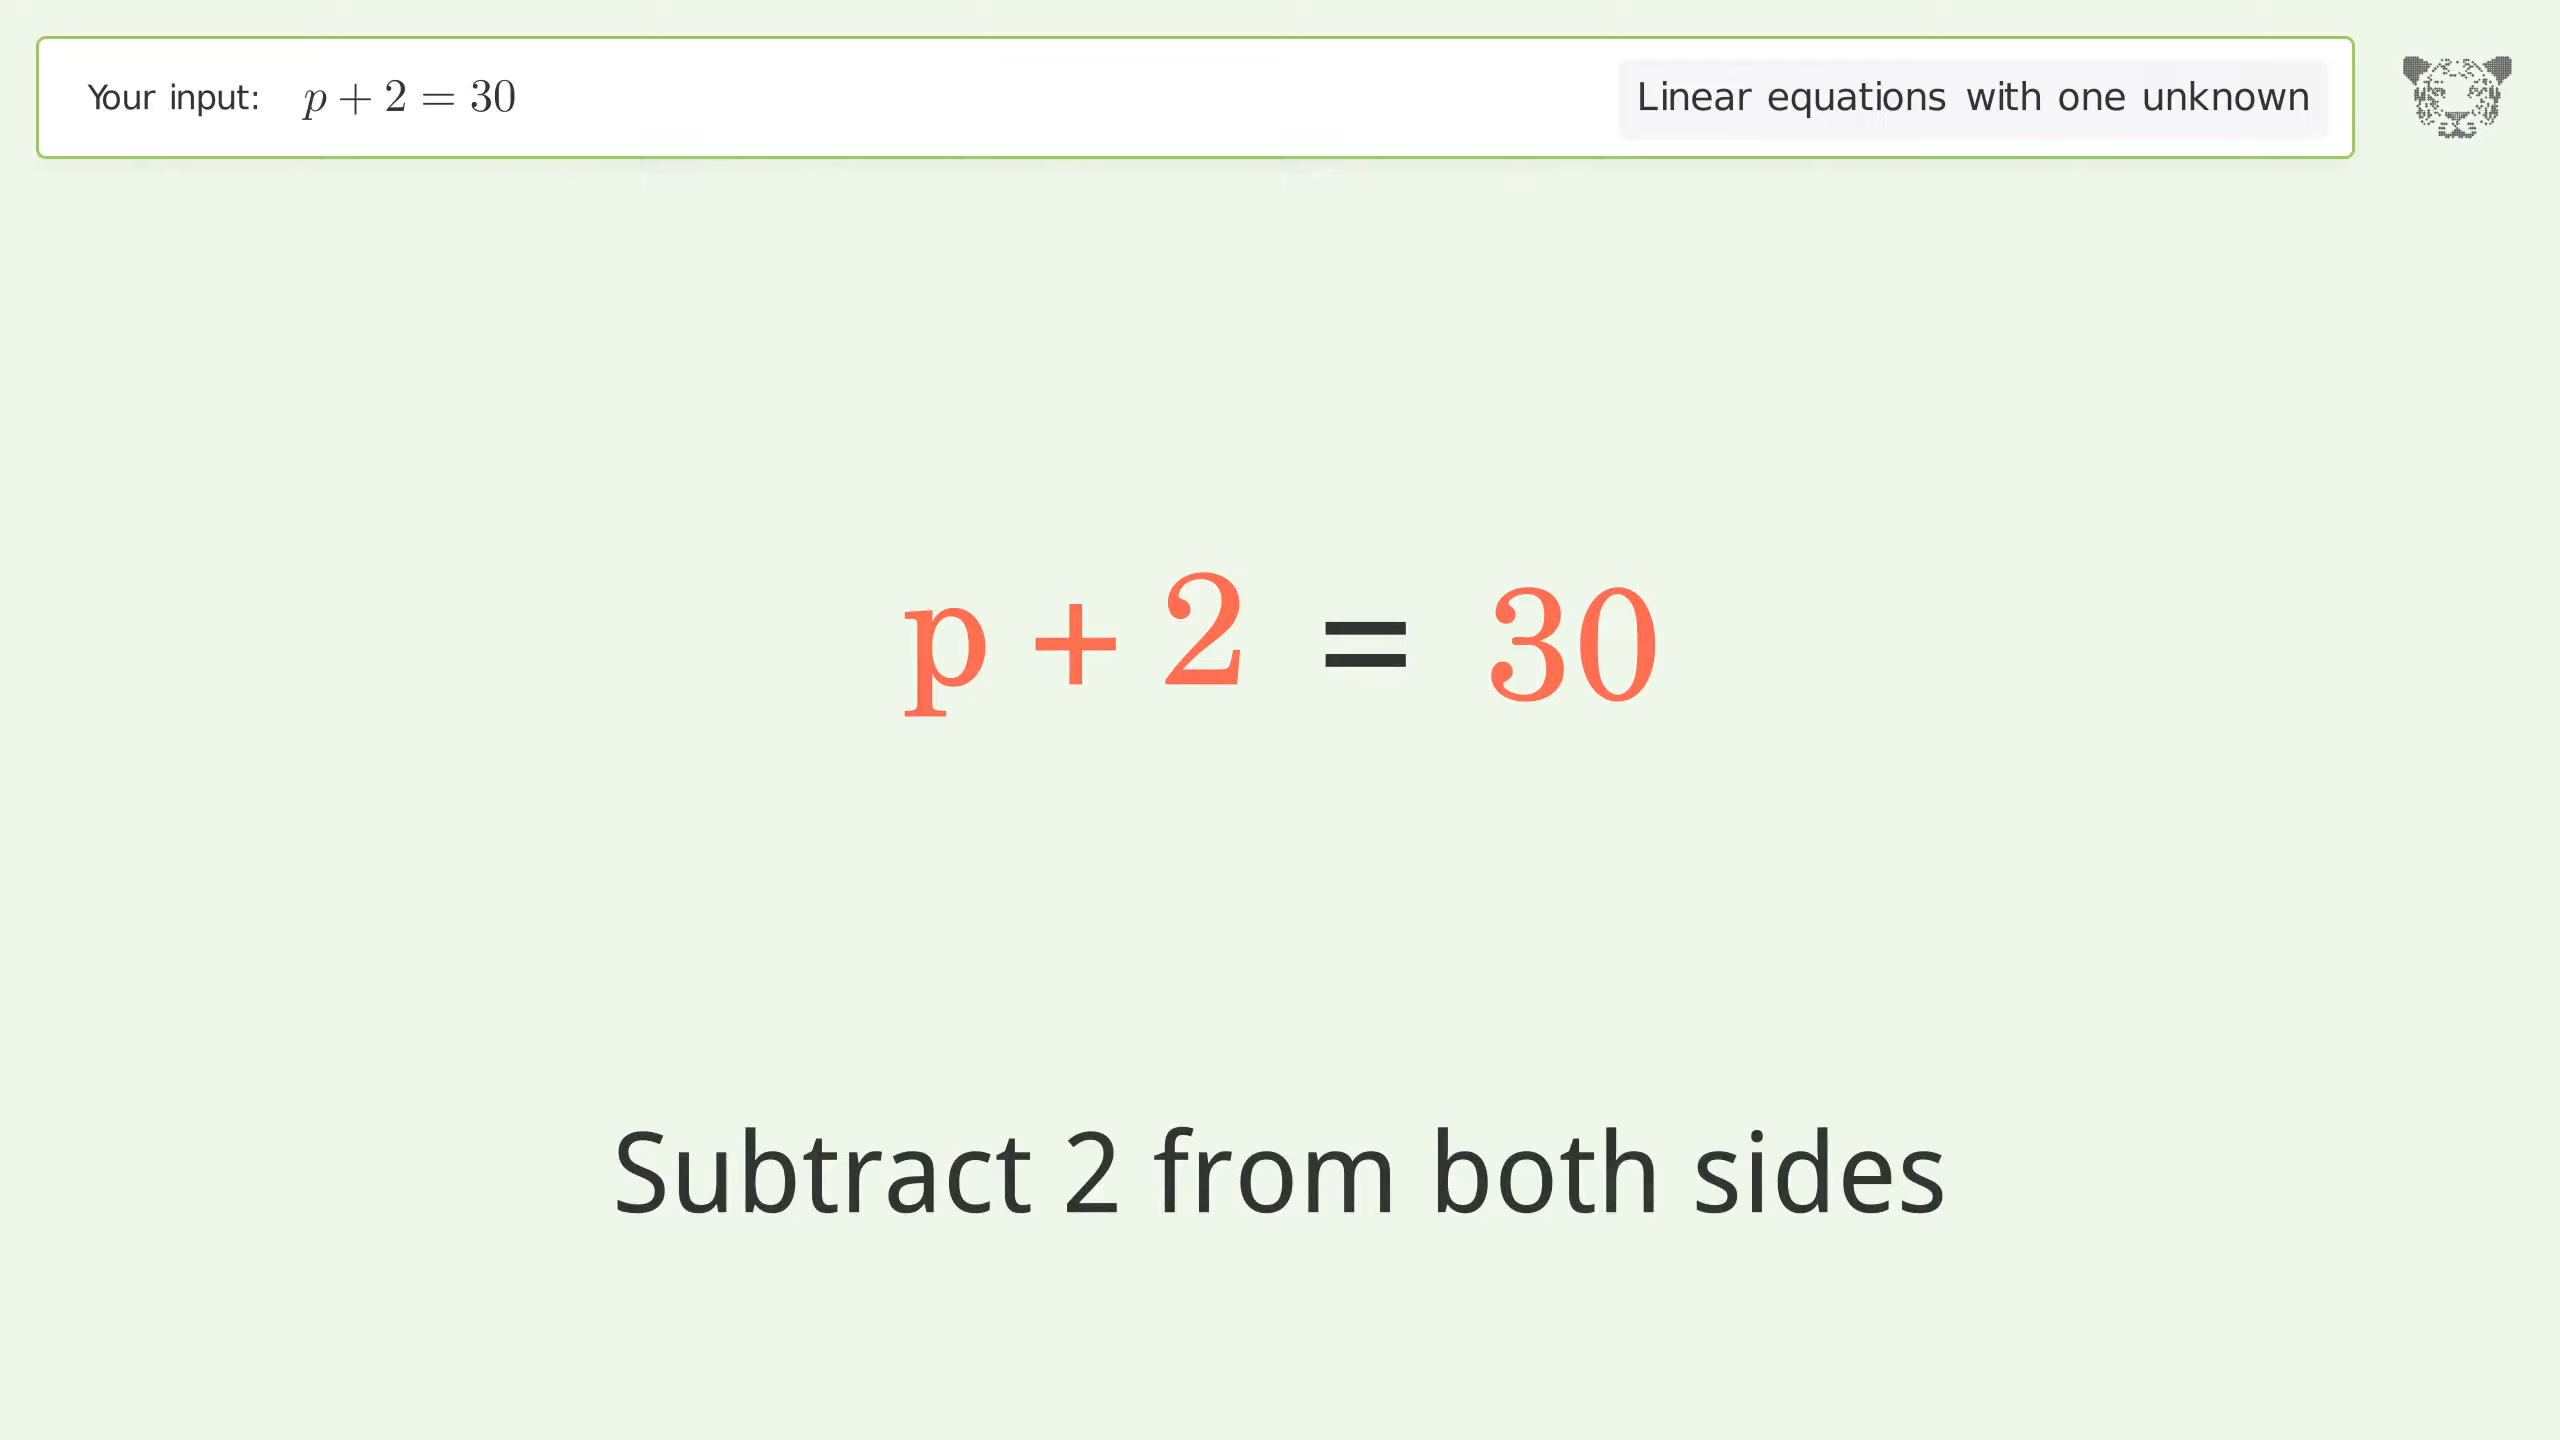 Your input: p + 2 = 30
Linear equations with one unknown
p + 2 = 30
Subtract 2 from both sides